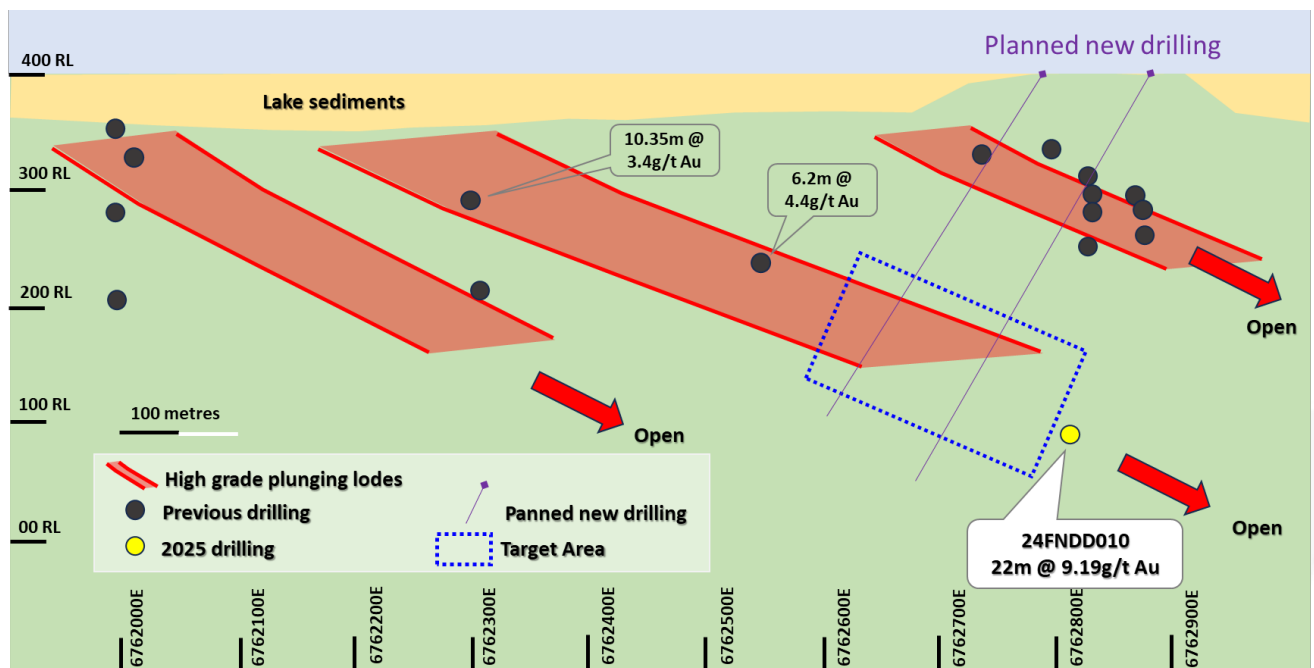 Planned new drilling
400 RL
Lake sediments
10.35m @
3.4g/t Au
300 RL
6.2m @
4.4g/t Au
200 RL
Open
100 RL
100 metres
Open
High grade plunging lodes
Previous drilling
Panned new drilling
2025 drilling
Target Area
00 RL
24FNDD010
22m @ 9.19g/t Au
Open
6762000E
6762100E
6762200E
6762300E
6762400E
6762500E
6762600E
6762700E
6762800E
6762900E